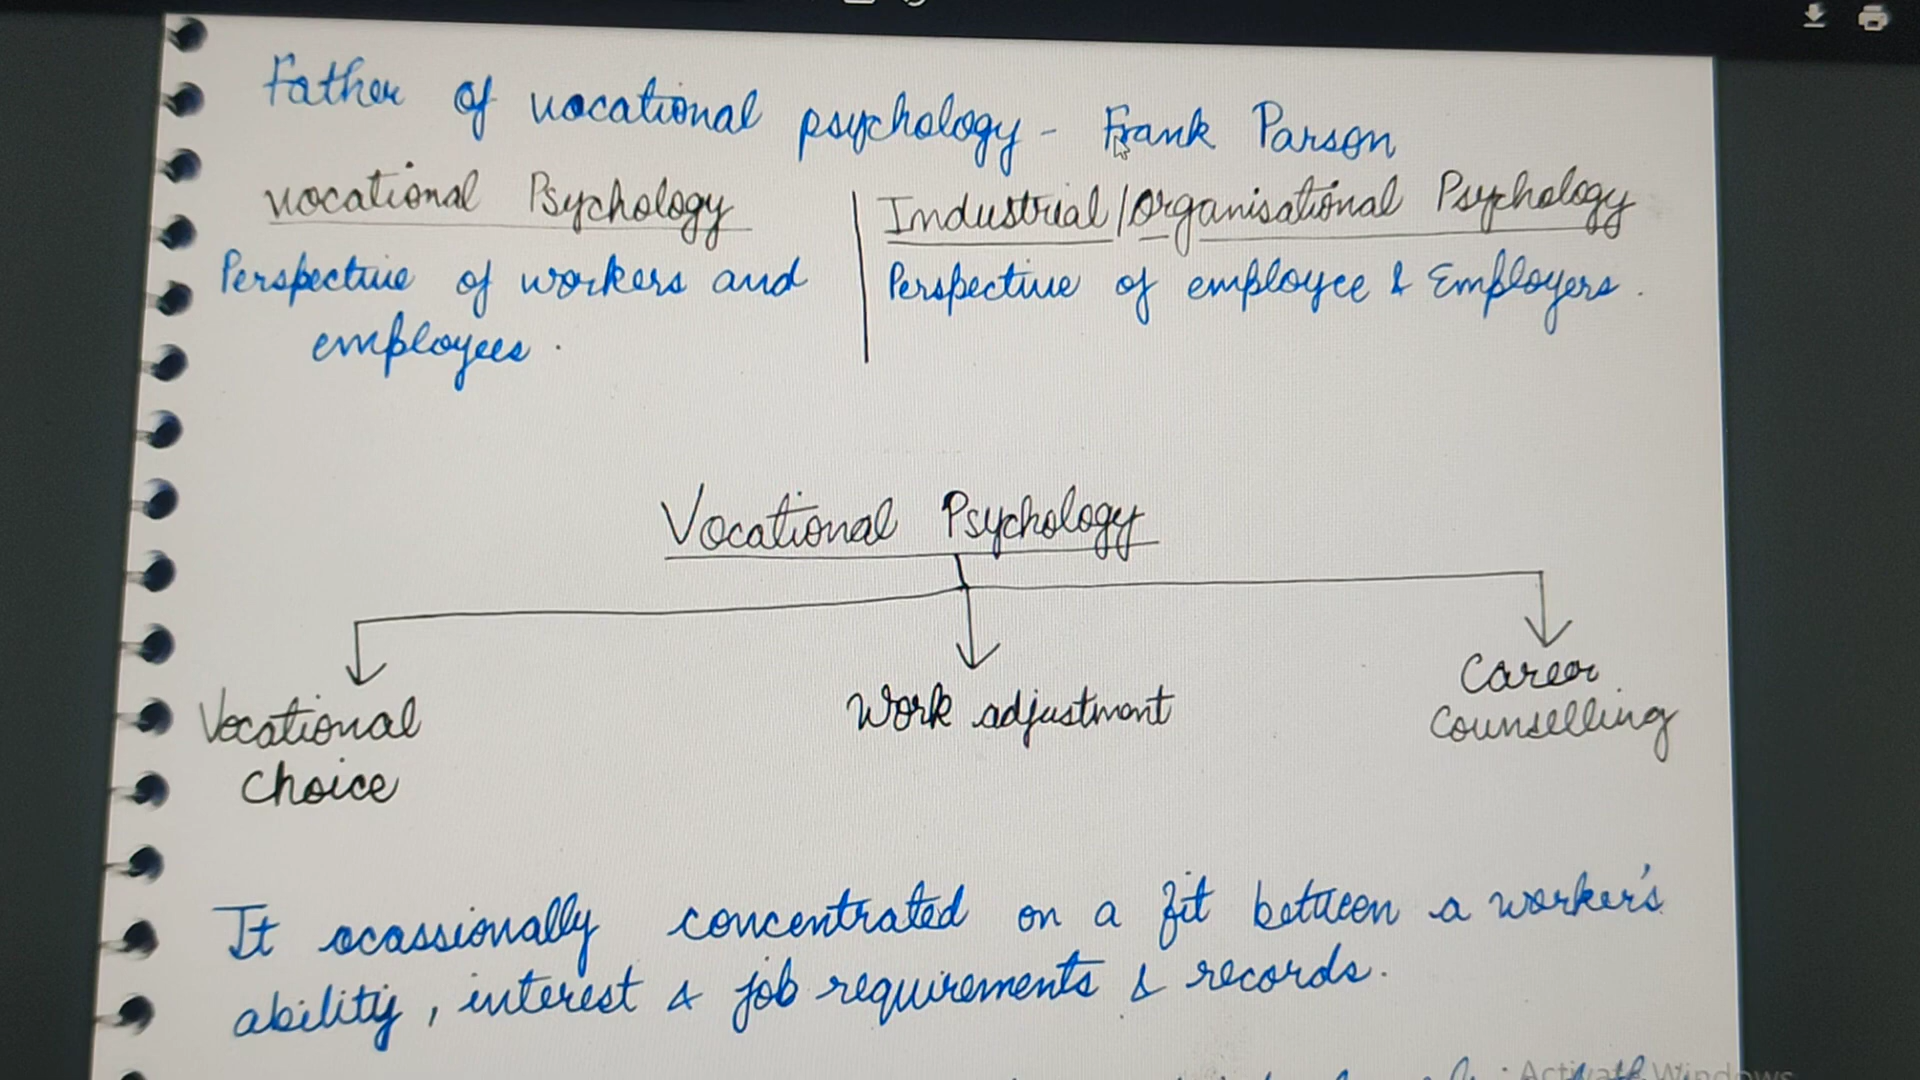 Father of vocational psychology - Frank Parson
Vocational Psychology | Industrial/Organisational Psychology
Perspective of workers and employees. | Perspective of employee & Employers.
Vocational Psychology
Vocational choice
Work adjustment
Career Counselling
It ocassionally concentrated on a fit between a worker's
ability, interest & job requirements & records.
Activate Windows